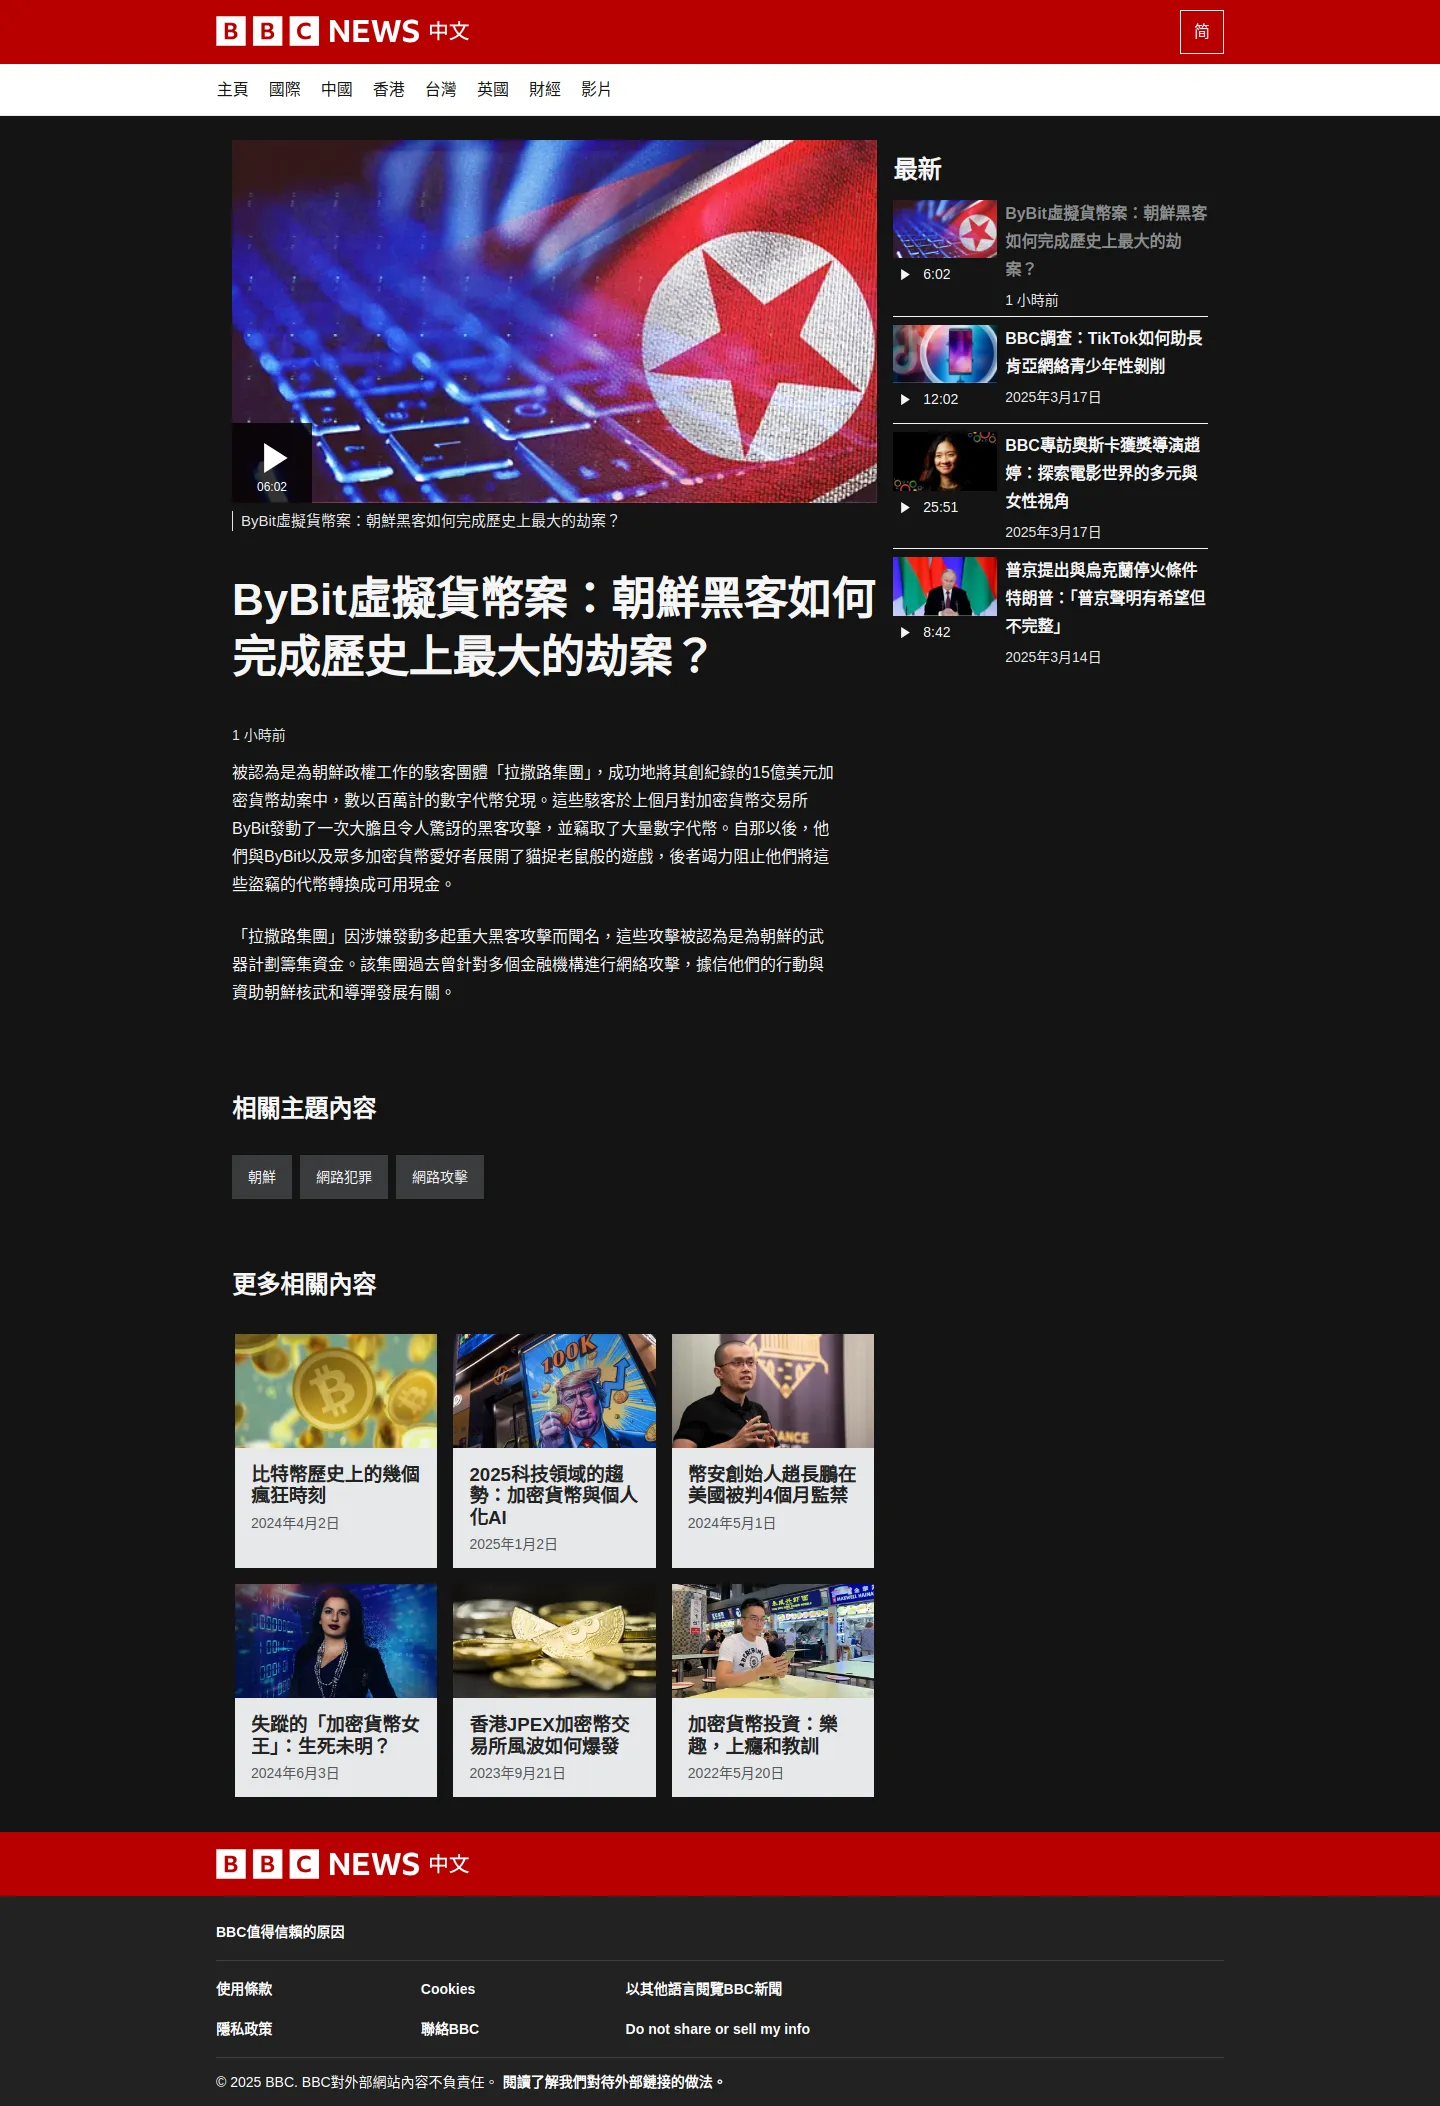 BBC NEWS 中文
简
主頁 國際 中國 香港 台灣 英國 財經 影片
06:02
ByBit虛擬貨幣案：朝鮮黑客如何完成歷史上最大的劫案？
ByBit虛擬貨幣案：朝鮮黑客如何
完成歷史上最大的劫案？
1 小時前
被認為是為朝鮮政權工作的駭客團體「拉撒路集團」，成功地將其創紀錄的15億美元加
密貨幣劫案中，數以百萬計的數字代幣兌現。這些駭客於上個月對加密貨幣交易所
ByBit發動了一次大膽且令人驚訝的黑客攻擊，並竊取了大量數字代幣。自那以後，他
們與ByBit以及眾多加密貨幣愛好者展開了貓捉老鼠般的遊戲，後者竭力阻止他們將這
些盜竊的代幣轉換成可用現金。
「拉撒路集團」因涉嫌發動多起重大黑客攻擊而聞名，這些攻擊被認為是為朝鮮的武
器計劃籌集資金。該集團過去曾針對多個金融機構進行網絡攻擊，據信他們的行動與
資助朝鮮核武和導彈發展有關。
最新
ByBit虛擬貨幣案：朝鮮黑客
如何完成歷史上最大的劫
案？
6:02
1 小時前
BBC調查：TikTok如何助長
肯亞網絡青少年性剝削
12:02
2025年3月17日
BBC專訪奧斯卡獲獎導演趙
婷：探索電影世界的多元與
女性視角
25:51
2025年3月17日
普京提出與烏克蘭停火條件
特朗普：「普京聲明有希望但
不完整」
8:42
2025年3月14日
相關主題內容
朝鮮 網路犯罪 網路攻擊
更多相關內容
比特幣歷史上的幾個
瘋狂時刻
2024年4月2日
100K
2025科技領域的趨
勢：加密貨幣與個人
化AI
2025年1月2日
幣安創始人趙長鵬在
美國被判4個月監禁
2024年5月1日
失蹤的「加密貨幣女
王」：生死未明？
2024年6月3日
香港JPEX加密幣交
易所風波如何爆發
2023年9月21日
加密貨幣投資：樂
趣，上癮和教訓
2022年5月20日
BBC NEWS 中文
BBC值得信賴的原因
使用條款 Cookies 以其他語言閱覽BBC新聞
隱私政策 聯絡BBC Do not share or sell my info
© 2025 BBC. BBC對外部網站內容不負責任。 閱讀了解我們對待外部鏈接的做法。